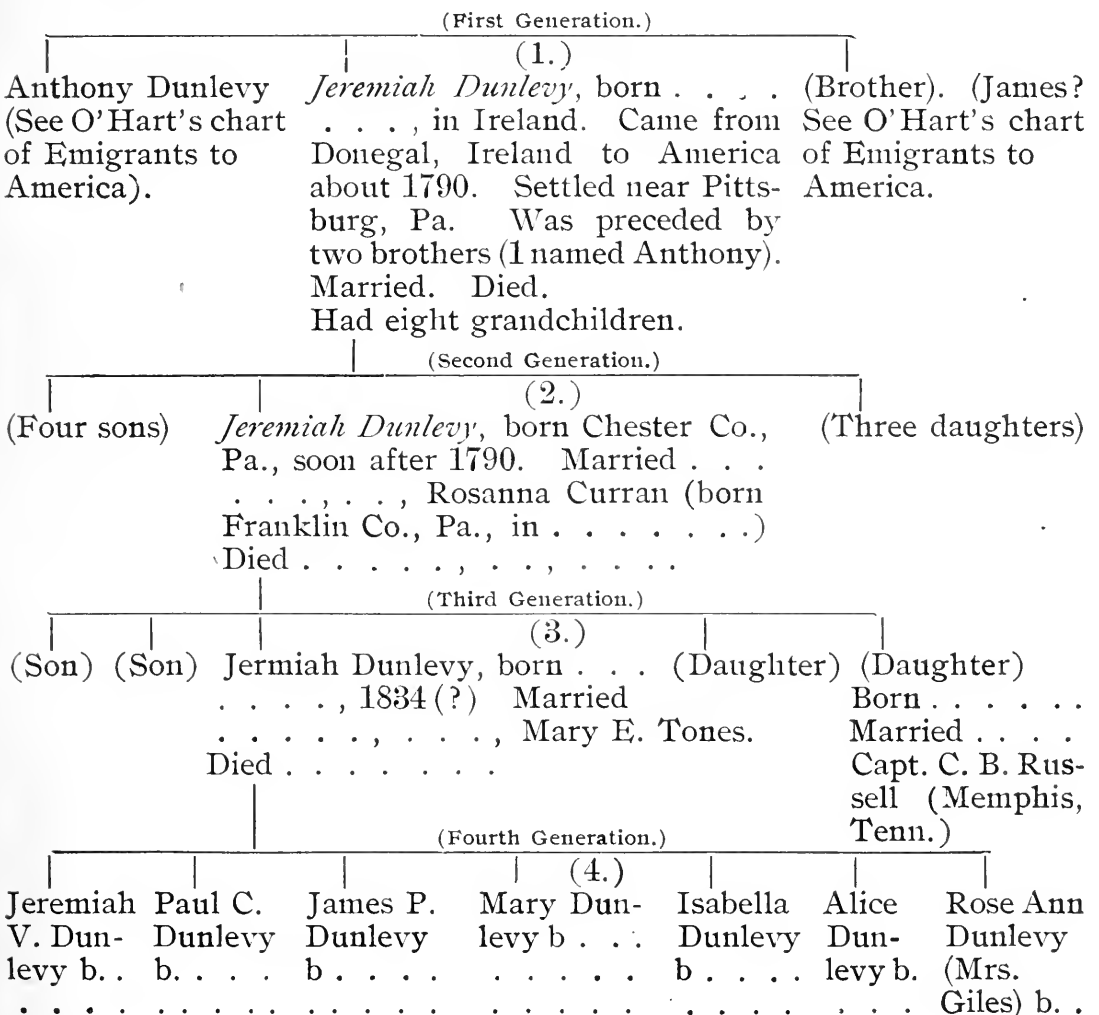 (First Generation.)
(1.)
Anthony Dunlevy
(See O'Hart's chart
of Emigrants to
America).
Jeremiah Dunlevy, born . . . .
. . . , in Ireland. Came from
Donegal, Ireland to America
about 1790. Settled near Pitts-
burg, Pa. Was preceded by
two brothers (1 named Anthony).
Married. Died.
Had eight grandchildren.
(Brother). (James?
See O'Hart's chart
of Emigrants to
America.
(Second Generation.)
(2.)
(Four sons)
Jeremiah Dunlevy, born Chester Co.,
Pa., soon after 1790. Married . . .
. . . , . . , Rosanna Curran (born
Franklin Co., Pa., in . . . . . . .)
Died . . . . . , . . , . . . .
(Three daughters)
(Third Generation.)
(3.)
(Son)
(Son)
Jermiah Dunlevy, born . . .
. . . . , 1834 (?) Married
. . . . . , . . . , Mary E. Tones.
Died . . . . . . .
(Daughter)
(Daughter)
Born . . . . . .
Married . . . .
Capt. C. B. Rus-
sell (Memphis,
Tenn.)
(Fourth Generation.)
(4.)
Jeremiah
V. Dun-
levy b. .
. . . .
Paul C.
Dunlevy
b. . . .
. . . .
James P.
Dunlevy
b . . . .
. . . . .
Mary Dun-
levy b . . .
. . . . .
Isabella
Dunlevy
b . . . .
. . . .
Alice
Dun-
levy b.
. . .
Rose Ann
Dunlevy
(Mrs.
Giles) b. .